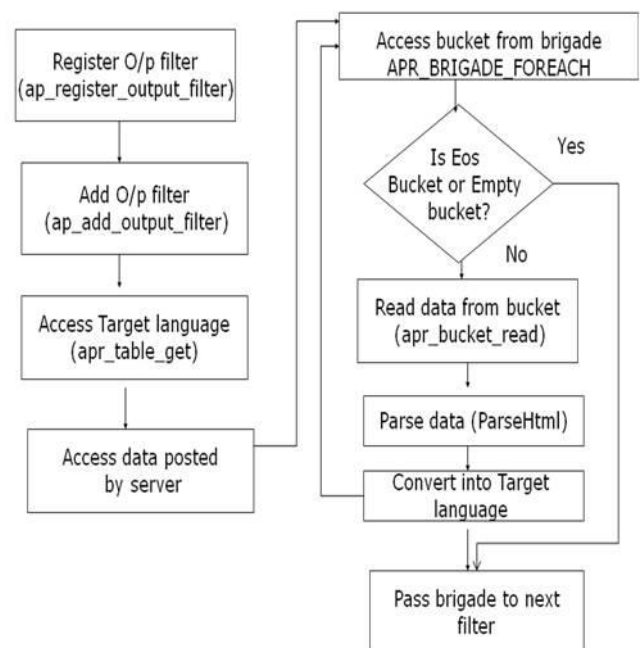 Register O/p filter
(ap_register_output_filter)
Add O/p filter
(ap_add_output_filter)
Access Target language
(apr_table_get)
Access data posted
by server
Access bucket from brigade
APR_BRIGADE_FOREACH
Is Eos
Bucket or Empty
bucket?
Yes
No
Read data from bucket
(apr_bucket_read)
Parse data (ParseHtml)
Convert into Target
language
Pass brigade to next
filter